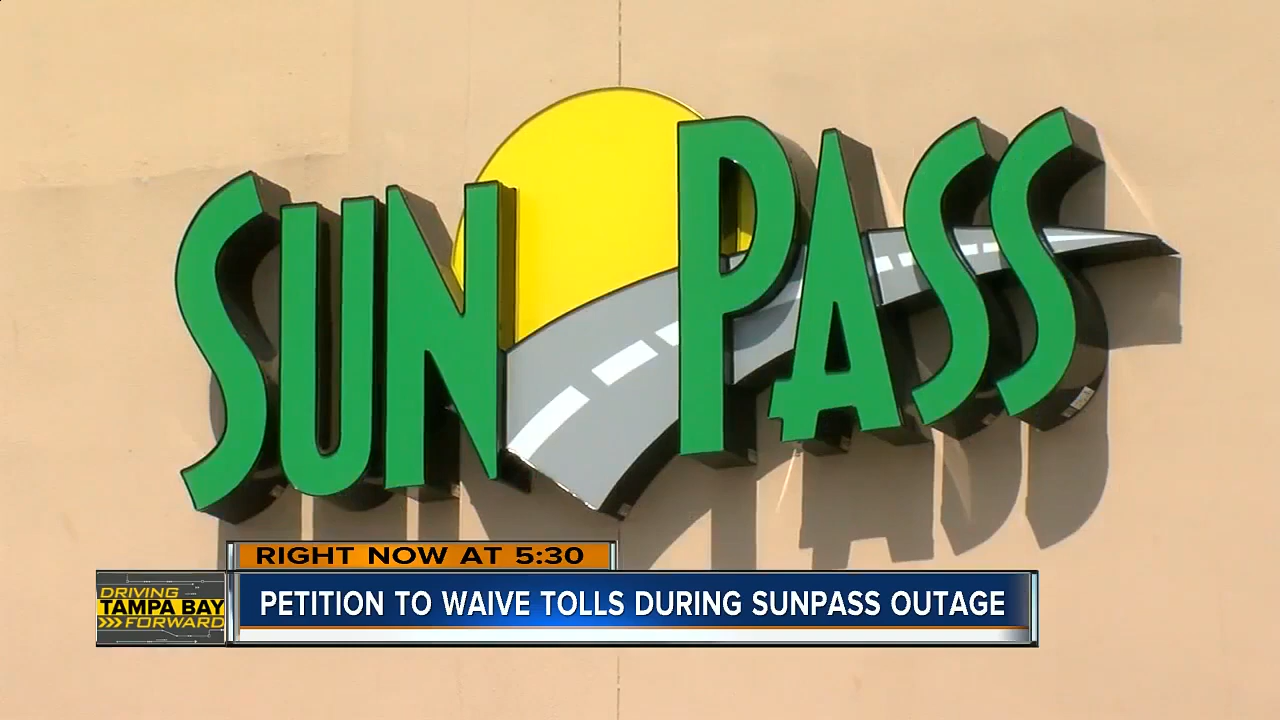 SUN PASS
RIGHT NOW AT 5:30
DRIVING
TAMPA BAY
FORWARD
PETITION TO WAIVE TOLLS DURING SUNPASS OUTAGE